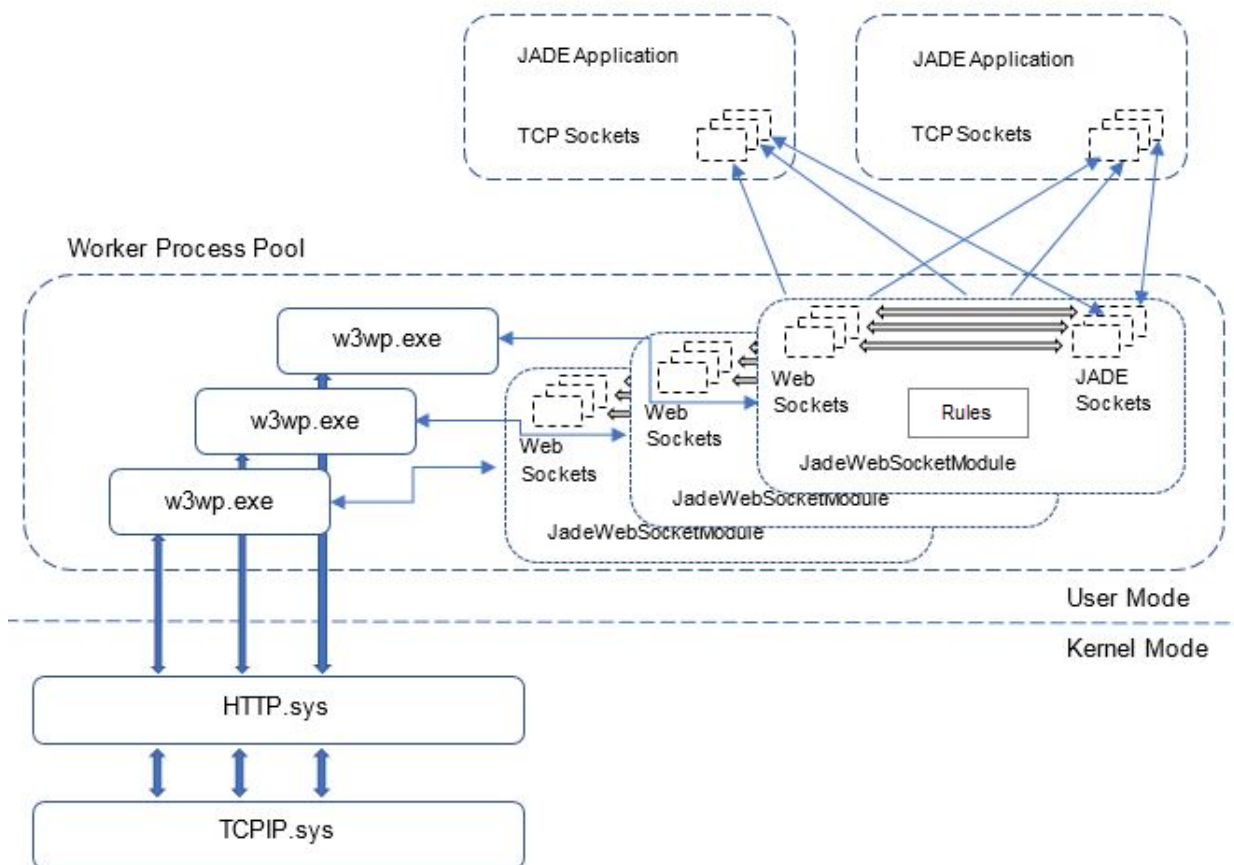 JADE Application
JADE Application
TCP Sockets
TCP Sockets
Worker Process Pool
w3wp.exe
w3wp.exe
w3wp.exe
Web
Sockets
Web
Sockets
Web
Sockets
JADE
Sockets
Rules
JadeWebSocketModule
JadeWebSocketModule
JadeWebSocketModule
User Mode
Kernel Mode
HTTP.sys
TCPIP.sys